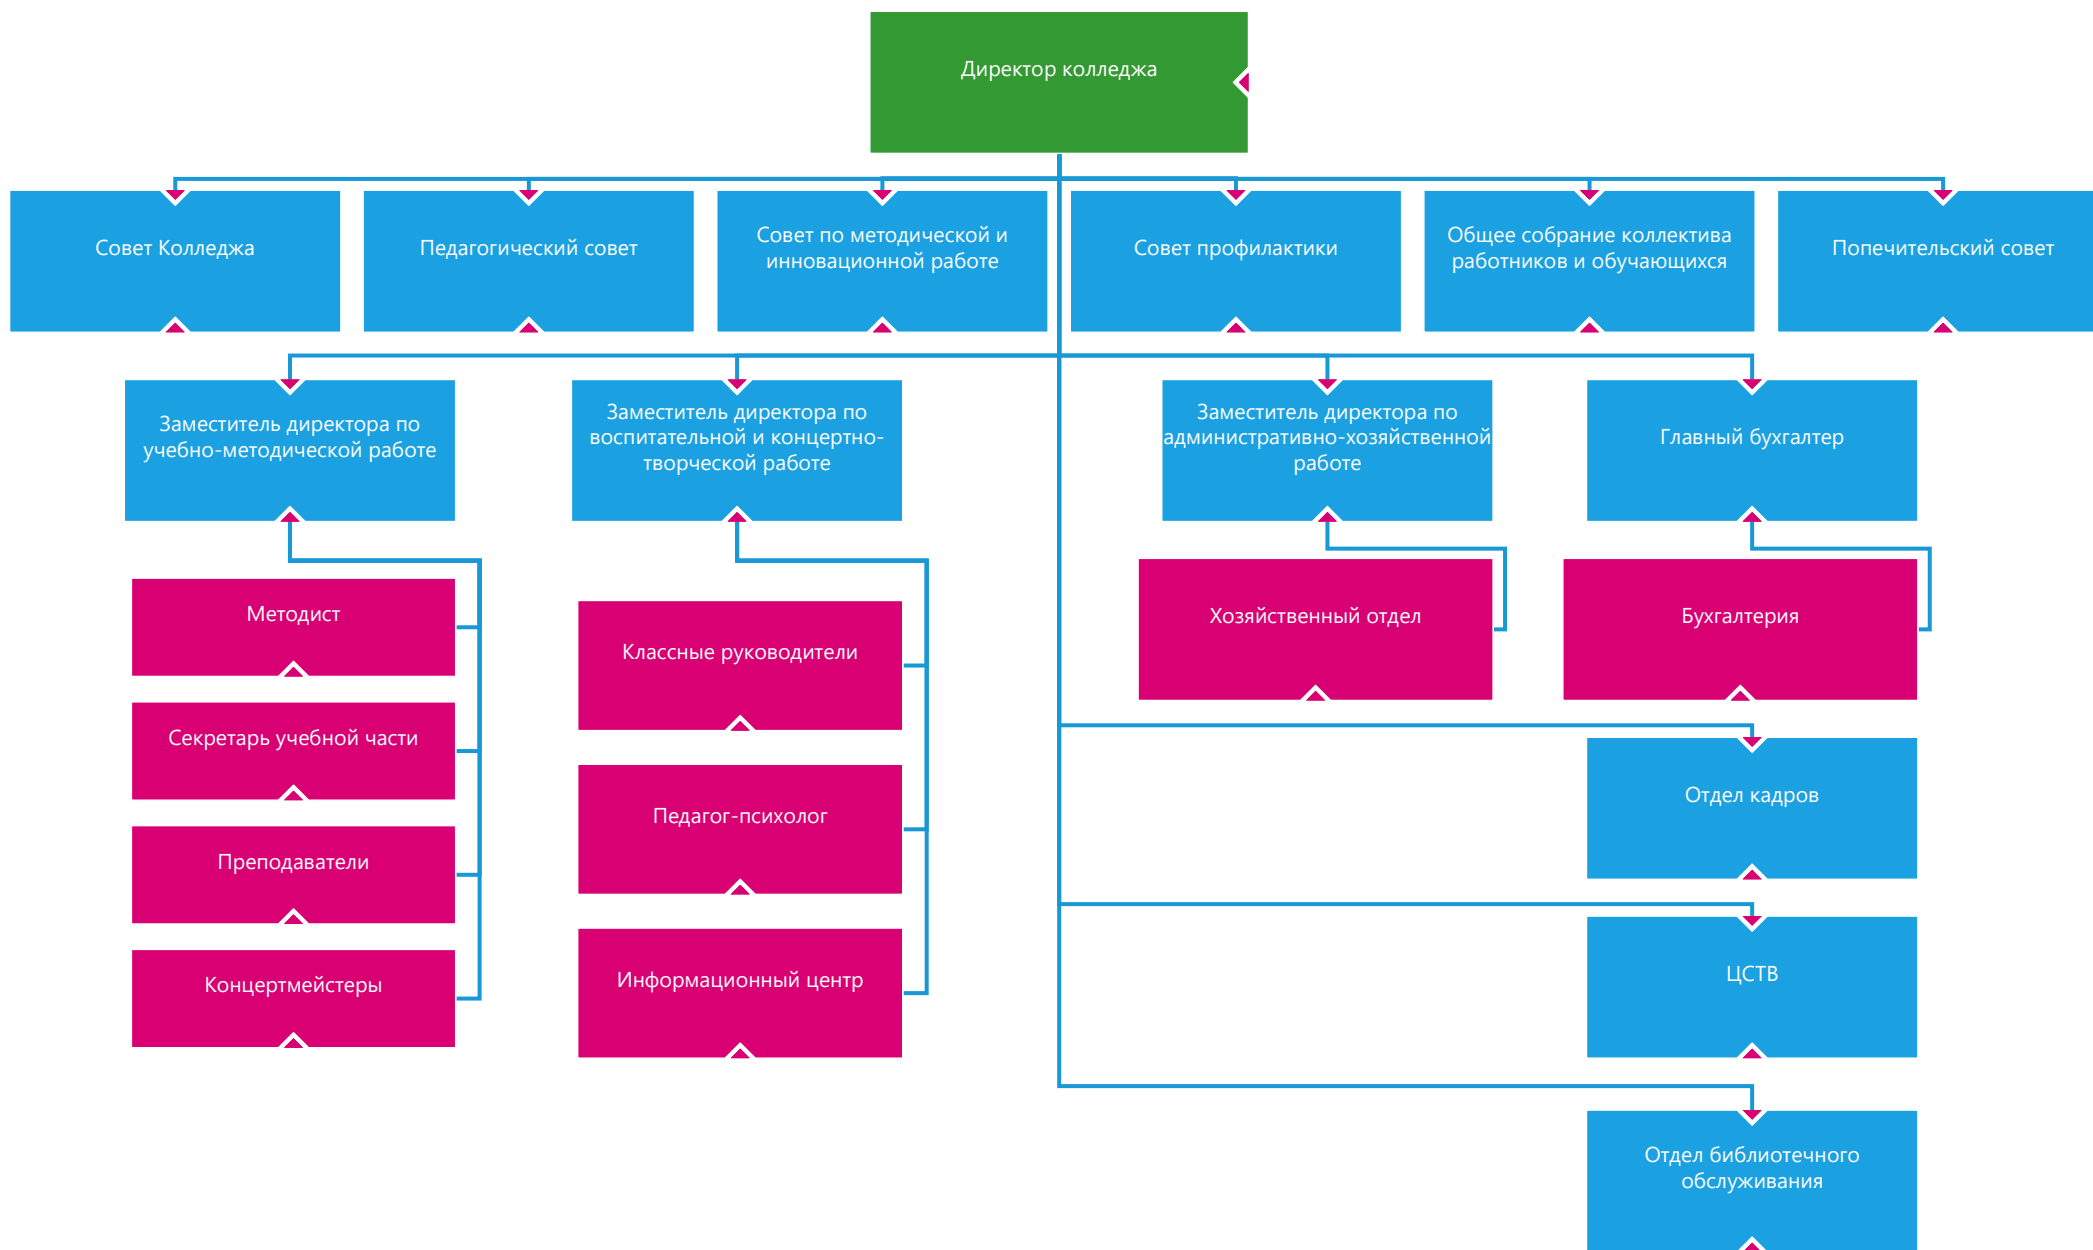 Директор колледжа
Совет Колледжа
Педагогический совет
Совет по методической и
инновационной работе
Совет профилактики
Общее собрание коллектива
работников и обучающихся
Попечительский совет
Заместитель директора по
учебно-методической работе
Заместитель директора по
воспитательной и концертно-
творческой работе
Заместитель директора по
административно-хозяйственной
работе
Главный бухгалтер
Методист
Секретарь учебной части
Преподаватели
Концертмейстеры
Классные руководители
Педагог-психолог
Информационный центр
Хозяйственный отдел
Бухгалтерия
Отдел кадров
ЦСТВ
Отдел библиотечного
обслуживания